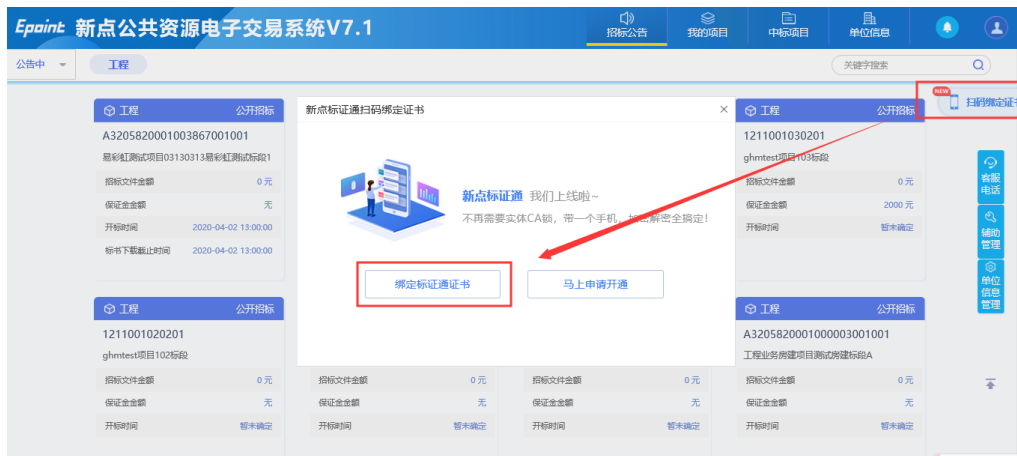 Epoint 新点公共资源电子交易系统V7.1
招标公告
我的项目
中标项目
单位信息
公告中
工程
关键字搜索
NEW
扫码绑定证书
工程 公开招标
A3205820001003867001001
易彩虹测试项目03130313易彩虹测试标段1
招标文件金额 0 元
保证金金额 无
开标时间 2020-04-02 13:00:00
标书下载截止时间 2020-04-02 13:00:00
新点标证通扫码绑定证书
新点标证通 我们上线啦~
不再需要实体CA锁，带一个手机，加密解密全搞定!
绑定标证通证书
马上申请开通
工程 公开招标
1211001030201
ghmtest项目103标段
招标文件金额 0 元
保证金金额 2000 元
开标时间 暂未确定
客服
电话
辅助
管理
单位
信息
管理
工程 公开招标
1211001020201
ghmtest项目102标段
招标文件金额 0 元
保证金金额 无
开标时间 暂未确定
招标文件金额 0 元
保证金金额 无
开标时间 暂未确定
招标文件金额 0 元
保证金金额 无
开标时间 暂未确定
工程 公开招标
A3205820001000003001001
工程业务房建项目测试房建标段A
招标文件金额 0 元
保证金金额 无
开标时间 暂未确定